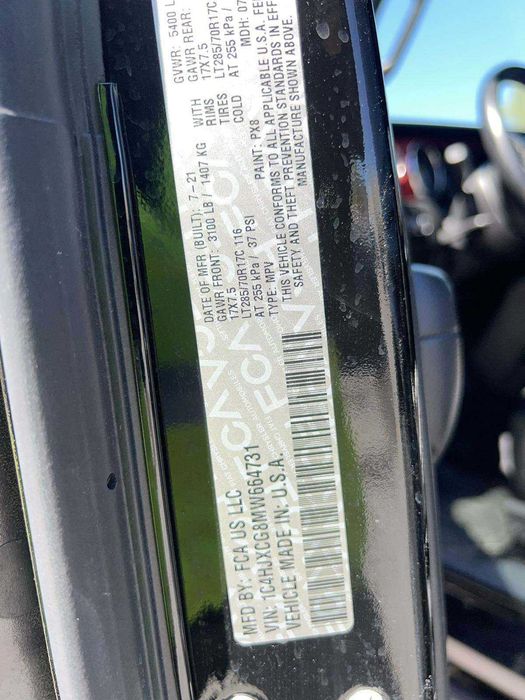 MFD BY: FCA US LLC
DATE OF MFR (BUILT): 7-21
GVWR: 5400 L
GAWR FRONT: 3100 LB / 1407 KG
WITH
GAWR REAR:
17X7.5
RIMS
17X7.5
LT285/70R17C 116
TIRES
LT285/70R17C
AT 255 kPa / 37 PSI
COLD
AT 255 kPa /
VIN: 1C4HJXCG8MW664731
TYPE: MPV
PAINT: PX8
MDH: 07
VEHICLE MADE IN: U.S.A.
THIS VEHICLE CONFORMS TO ALL APPLICABLE U.S.A. FE
SAFETY AND THEFT PREVENTION STANDARDS IN EFF
MANUFACTURE SHOWN ABOVE.